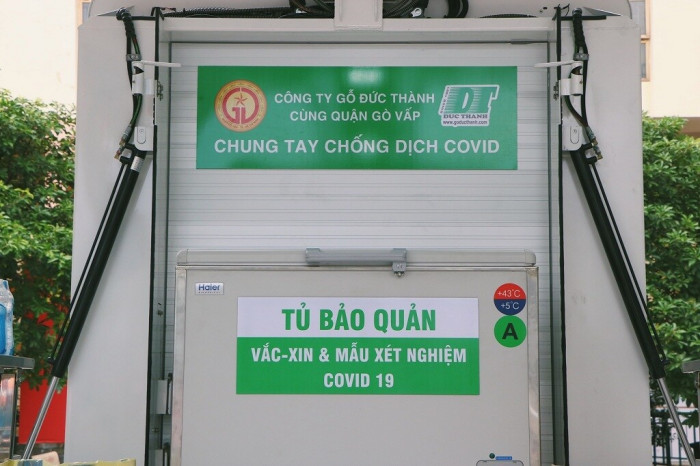 CÔNG TY GỖ ĐỨC THÀNH
CÙNG QUẬN GÒ VẤP
CHUNG TAY CHỐNG DỊCH COVID
DT
ĐỨC THÀNH
www.goducthanh.com
Haier
TỦ BẢO QUẢN
VẮC-XIN & MẪU XÉT NGHIỆM
COVID 19
+43°C
+5°C
A